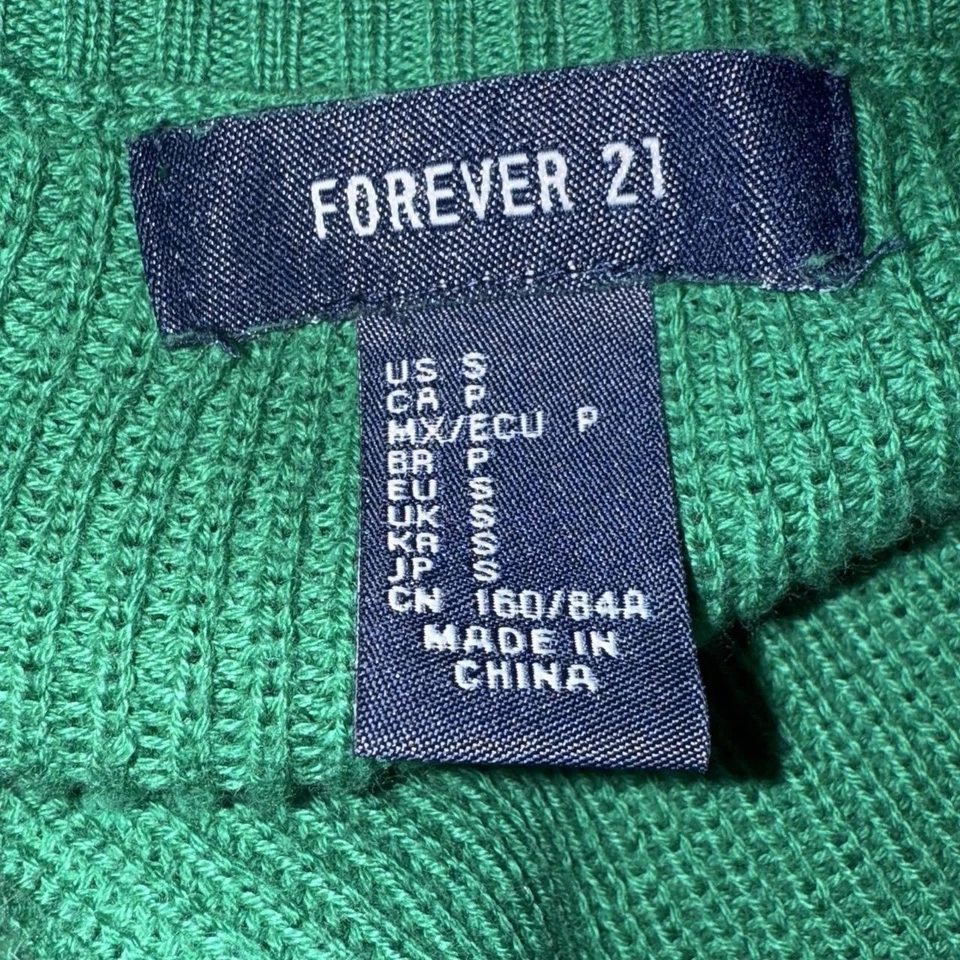 FOREVER 21
US S
CA P
MX/ECU P
BR P
EU S
UK S
KR S
JP S
CN 160/84A
MADE IN
CHINA